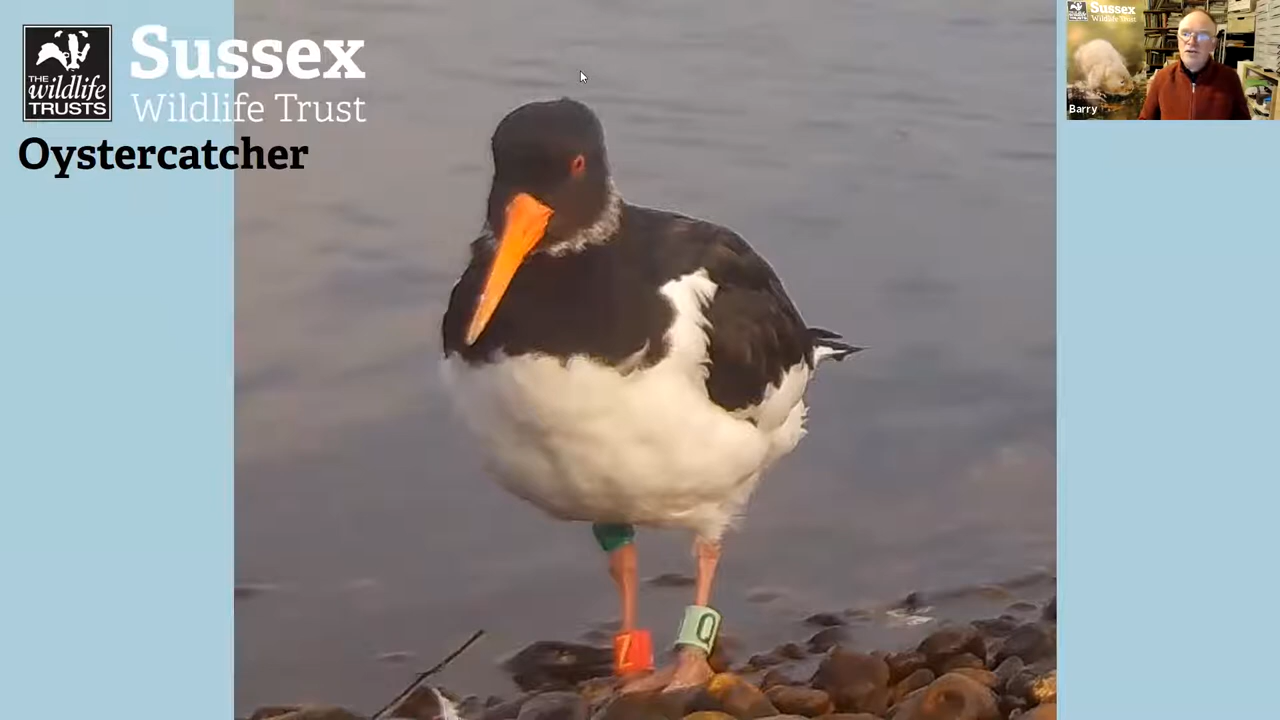 THE
wildlife
TRUSTS
Sussex
Wildlife Trust
Oystercatcher
Z
Q
Sussex
Wildlife Trust
Barry